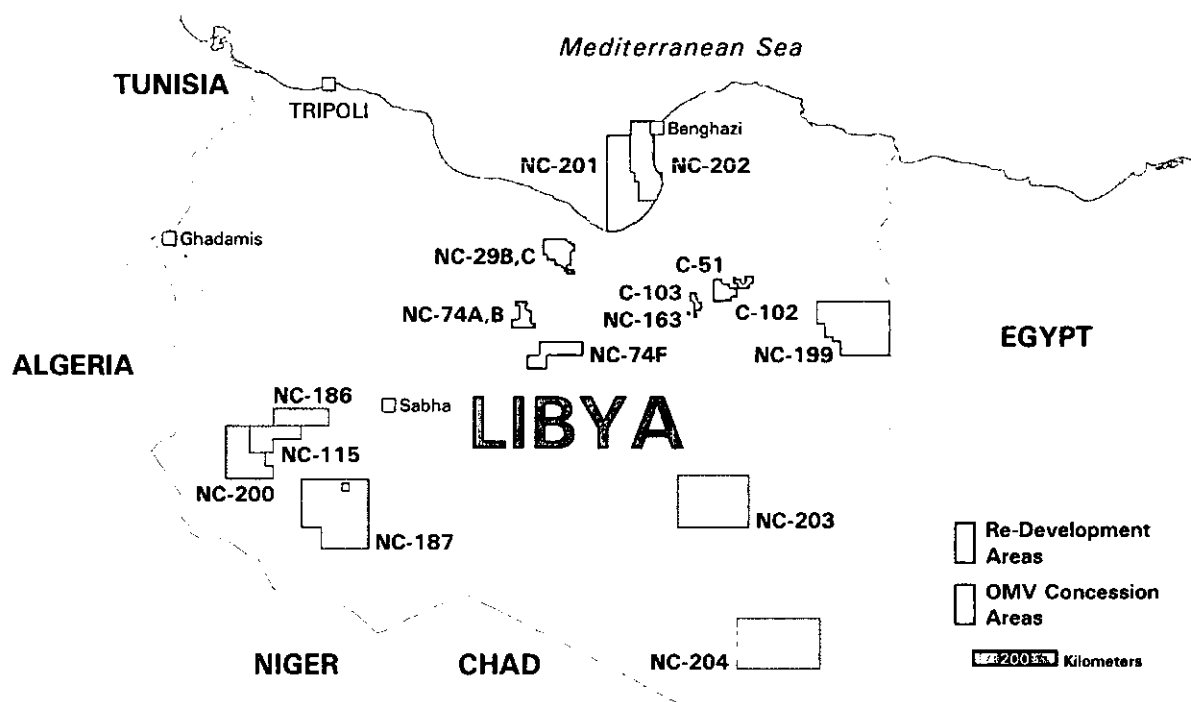 Mediterranean Sea
TUNISIA
TRIPOLI
Benghazi
NC-201
NC-202
Ghadamis
NC-29B,C
C-51
C-103
NC-74A,B
NC-163
C-102
NC-199
EGYPT
NC-74F
ALGERIA
NC-186
Sabha
LIBYA
NC-115
NC-200
NC-203
NC-187
Re-Development
Areas
OMV Concession
Areas
NIGER
CHAD
NC-204
200
Kilometers